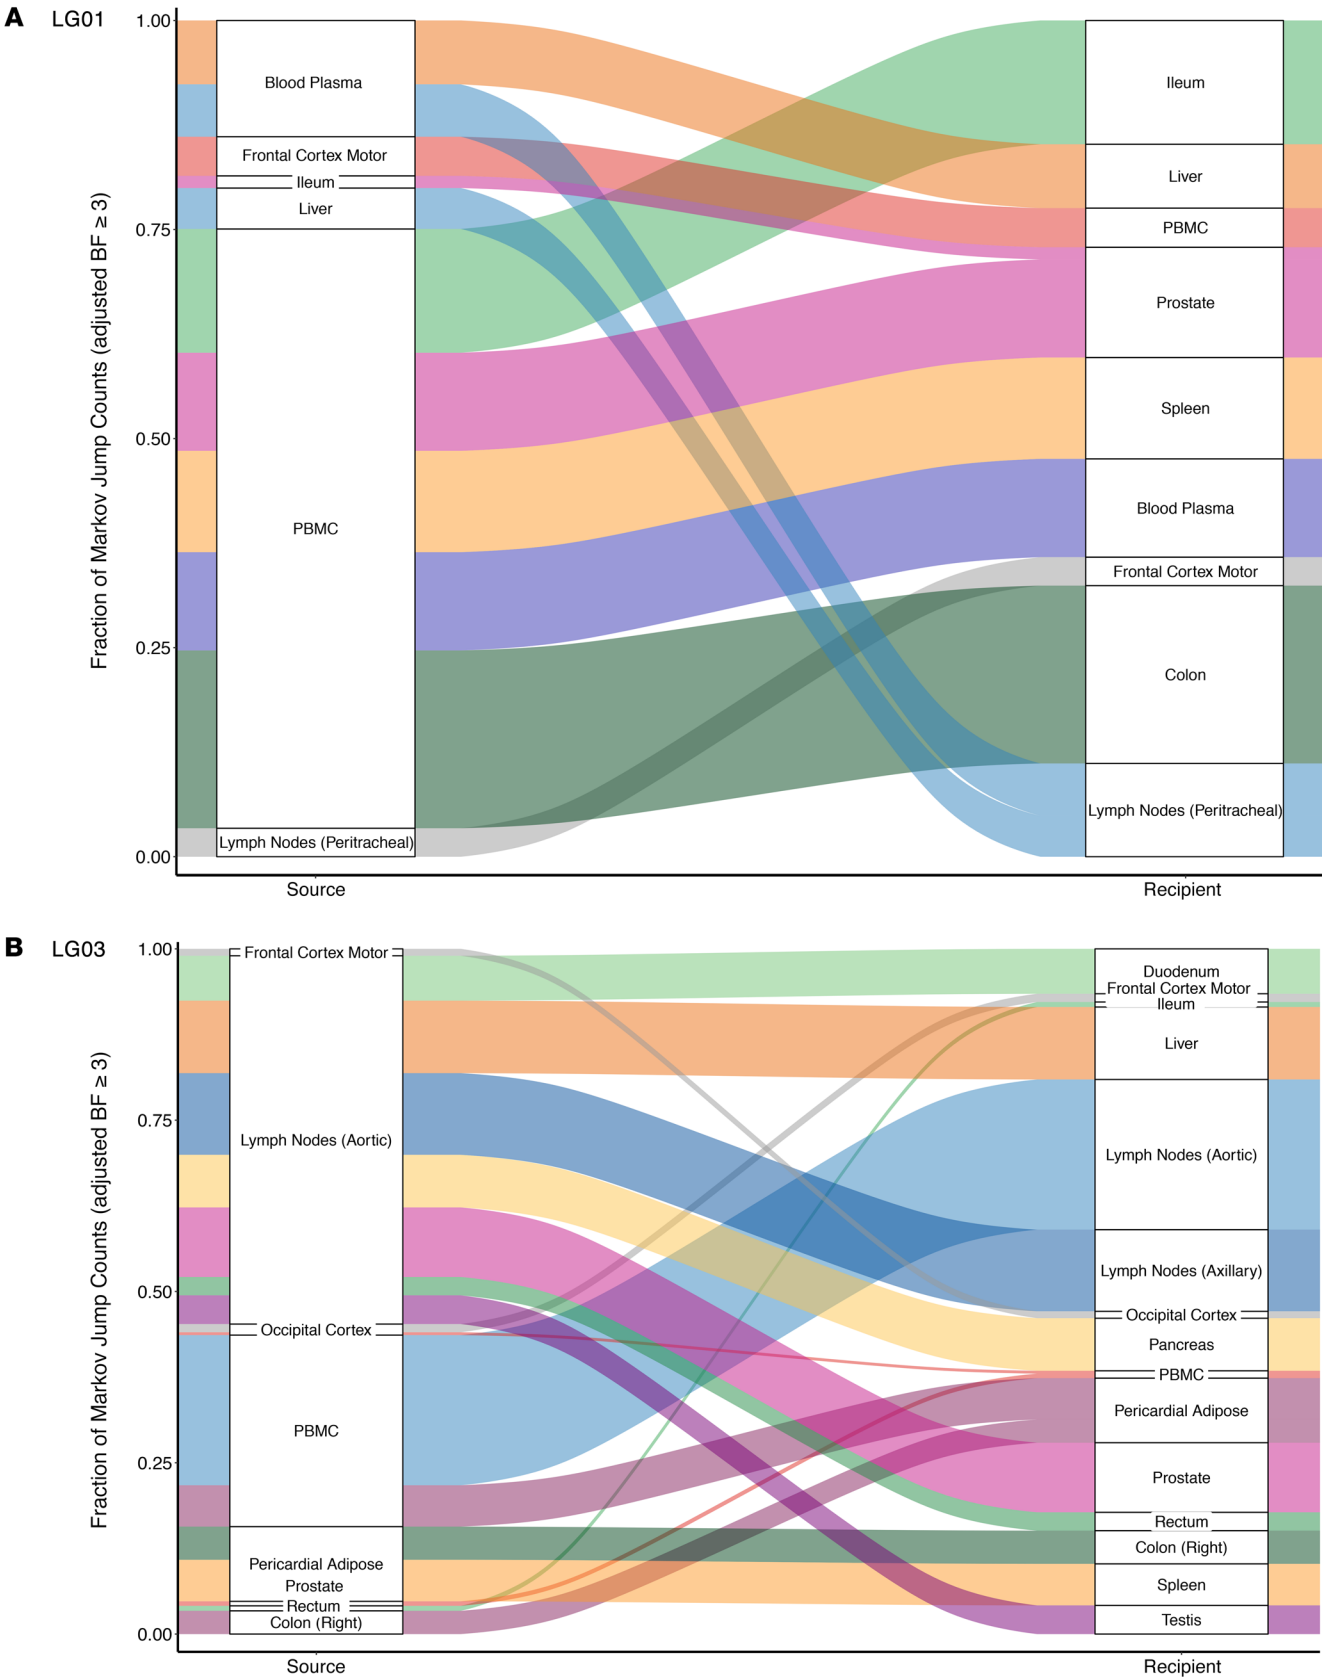 A LG01
Fraction of Markov Jump Counts (adjusted BF ≥ 3)
1.00
0.75
0.50
0.25
0.00
Blood Plasma
Frontal Cortex Motor
Ileum
Liver
PBMC
Lymph Nodes (Peritracheal)
Ileum
Liver
PBMC
Prostate
Spleen
Blood Plasma
Frontal Cortex Motor
Colon
Lymph Nodes (Peritracheal)
Source
Recipient
B LG03
Fraction of Markov Jump Counts (adjusted BF ≥ 3)
1.00
0.75
0.50
0.25
0.00
Frontal Cortex Motor
Lymph Nodes (Aortic)
Occipital Cortex
PBMC
Pericardial Adipose
Prostate
Rectum
Colon (Right)
Duodenum
Frontal Cortex Motor
Ileum
Liver
Lymph Nodes (Aortic)
Lymph Nodes (Axillary)
Occipital Cortex
Pancreas
PBMC
Pericardial Adipose
Prostate
Rectum
Colon (Right)
Spleen
Testis
Source
Recipient